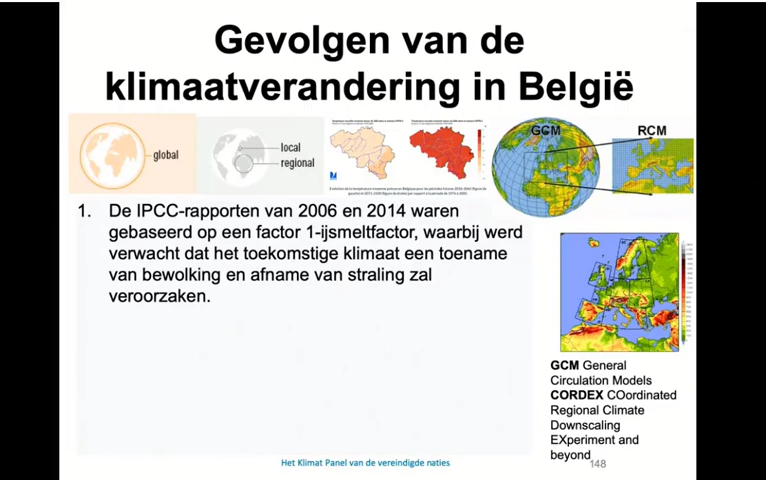 Gevolgen van de
klimaatverandering in België
global
local
regional
GCM
RCM
1. De IPCC-rapporten van 2006 en 2014 waren
gebaseerd op een factor 1-ijsmeltfactor, waarbij werd
verwacht dat het toekomstige klimaat een toename
van bewolking en afname van straling zal
veroorzaken.
GCM General
Circulation Models
CORDEX COordinated
Regional Climate
Downscaling
EXperiment and
beyond
148
Het Klimat Panel van de vereindigde naties